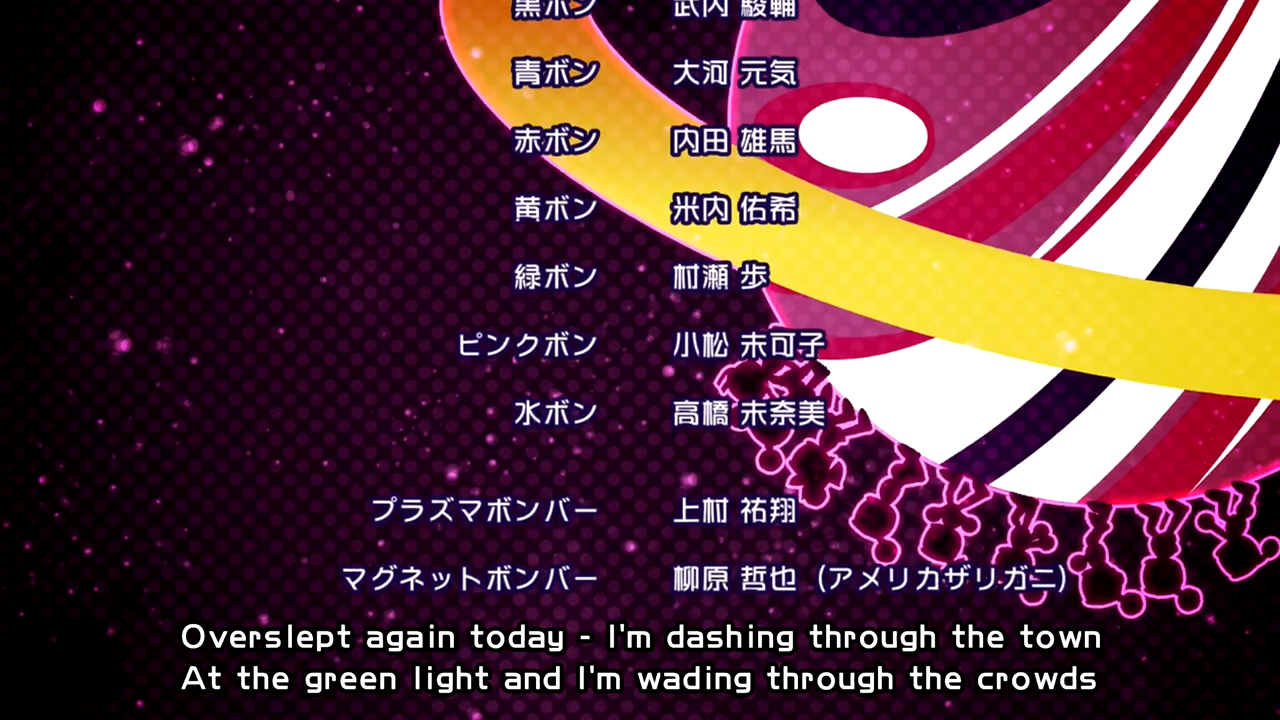 黒ボン 武内 駿輔
青ボン 大河 元気
赤ボン 内田 雄馬
黄ボン 米内 佑希
緑ボン 村瀬 歩
ピンクボン 小松 未可子
水ボン 高橋 未奈美
プラズマボンバー 上村 祐翔
マグネットボンバー 柳原 哲也（アメリカザリガニ）
Overslept again today - I'm dashing through the town
At the green light and I'm wading through the crowds